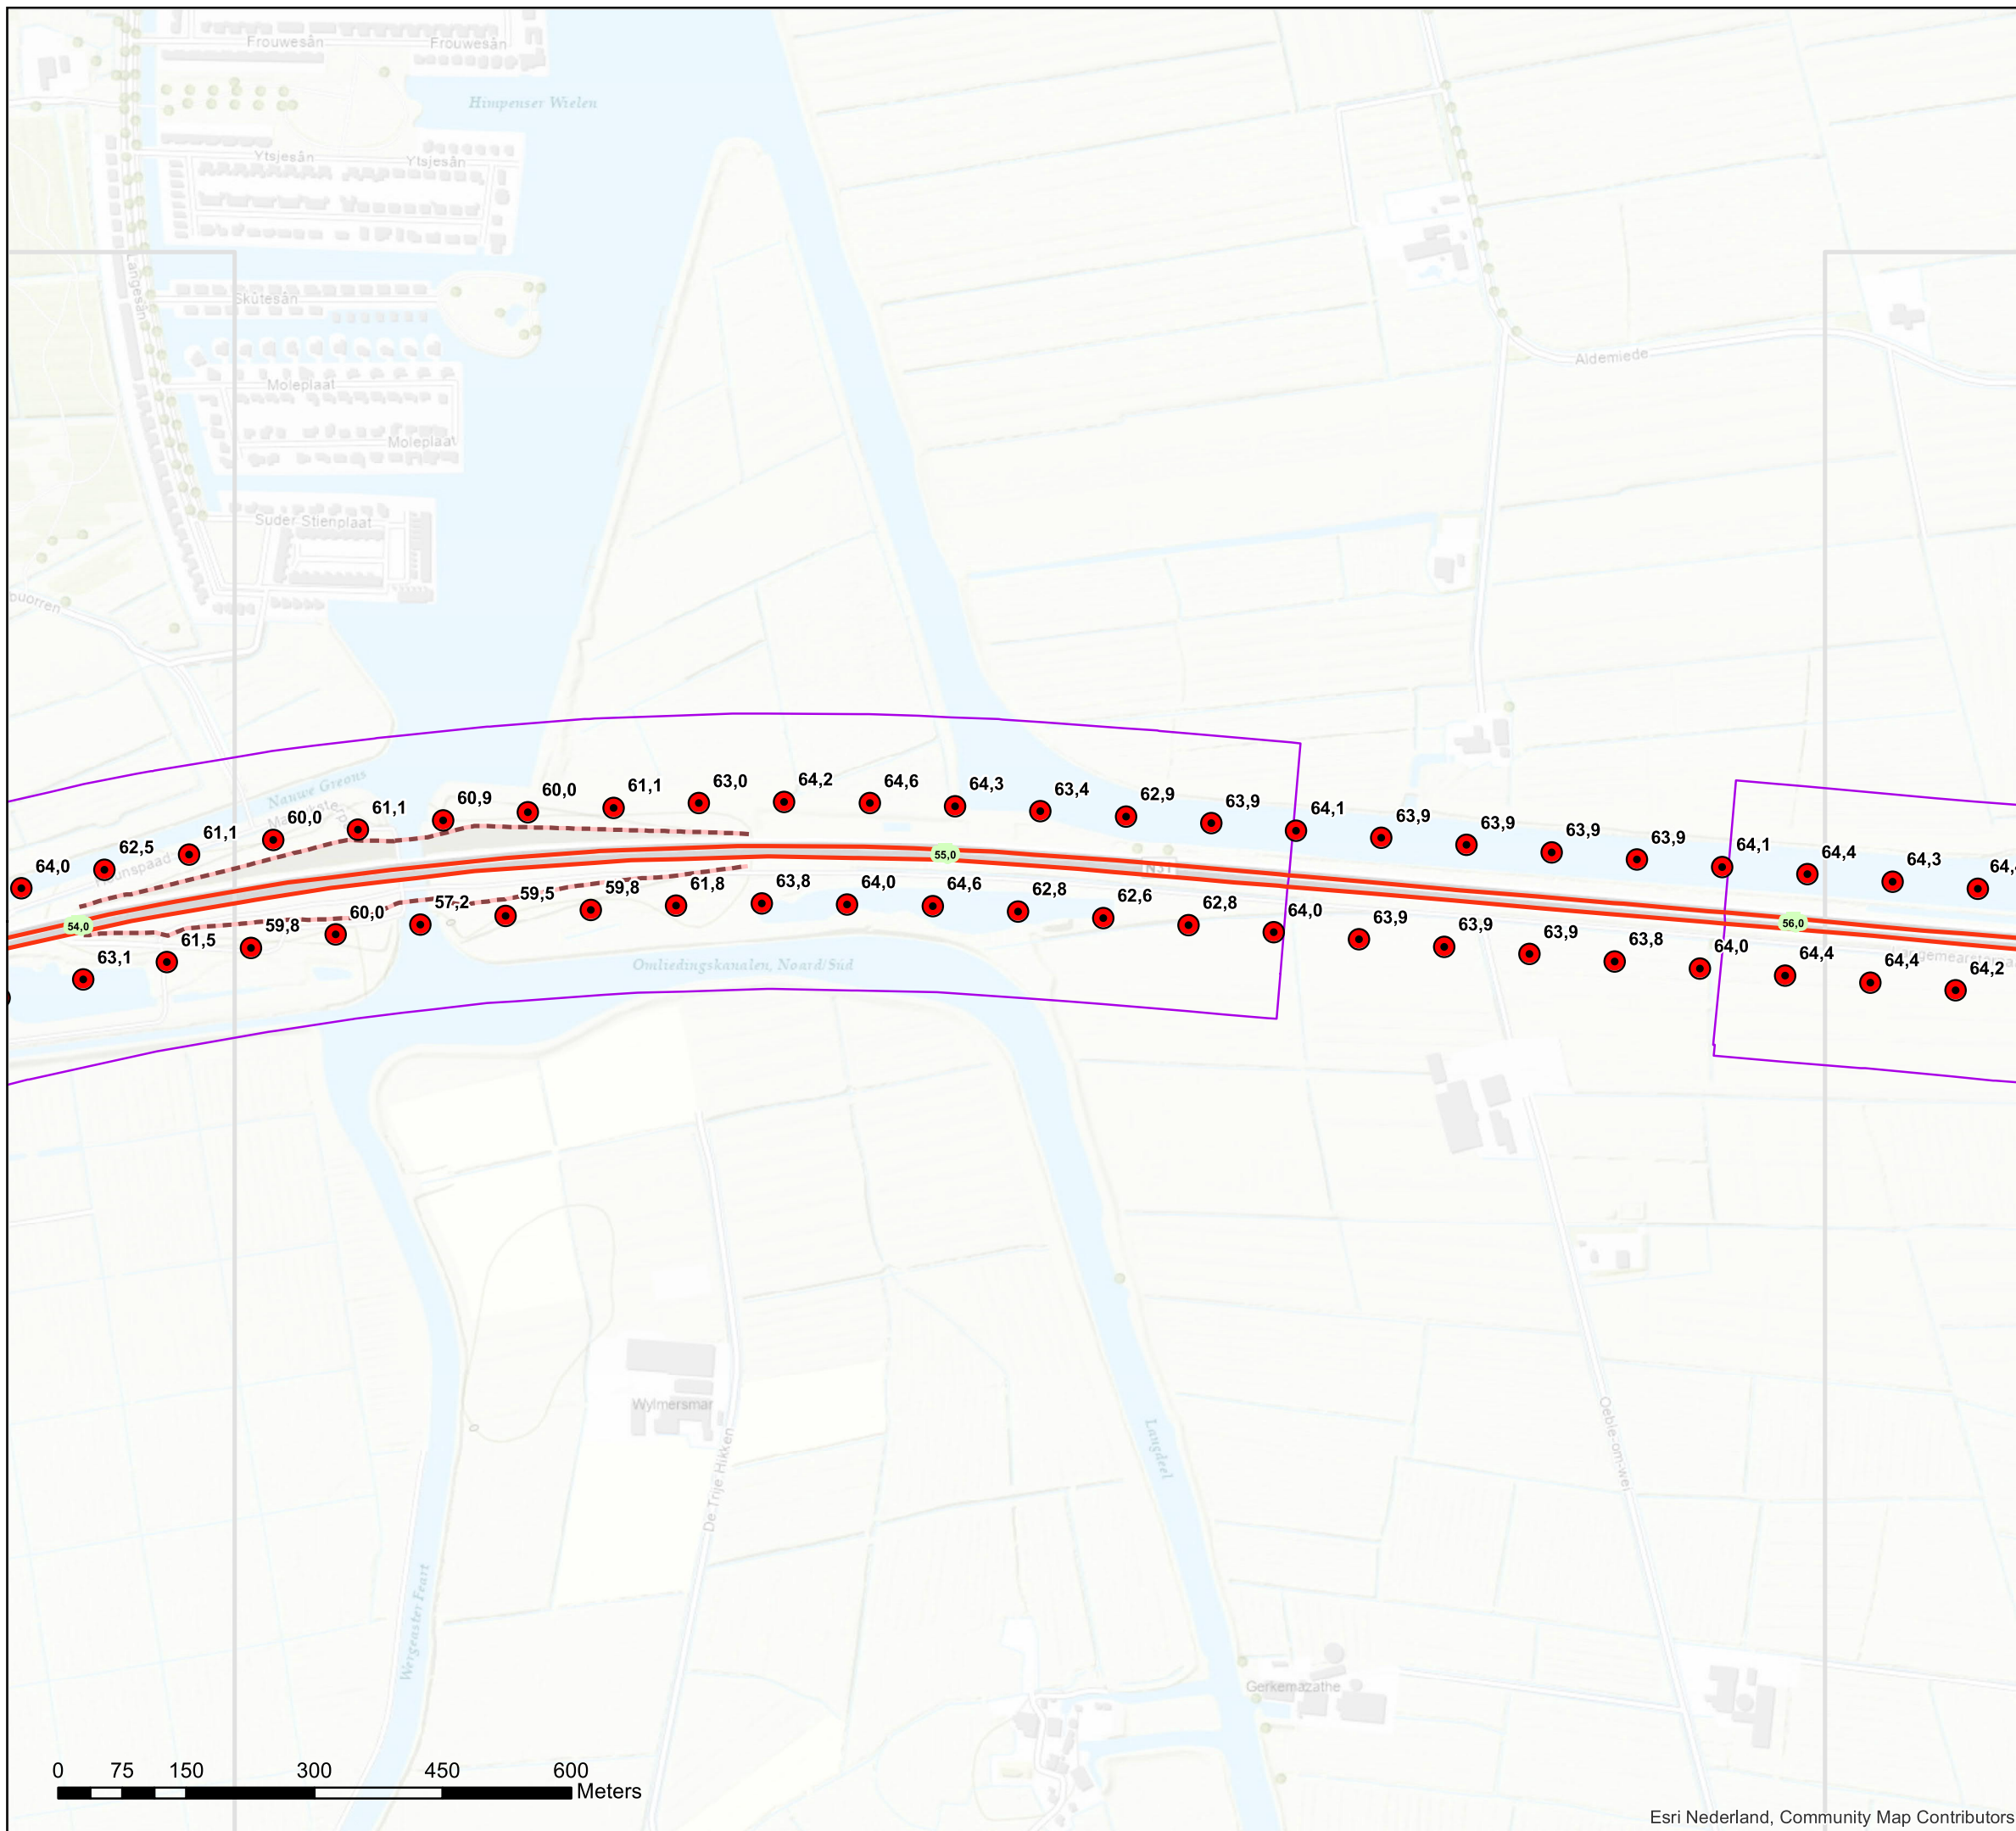 Frouwesân
Frouwesân
Himpenser Wielen
Ytsjesân
Ytsjesân
Langesân
Skûtesân
Moleplaat
Moleplaat
Suder Stienplaat
Aldemiede
Nauwe Greons
64,0
62,5
61,1
60,0
61,1
60,9
60,0
61,1
63,0
64,2
64,6
64,3
63,4
62,9
63,9
64,1
63,9
63,9
63,9
63,9
64,1
64,4
64,3
54,0
55,0
N31
56,0
63,1
61,5
59,8
60,0
57,2
59,5
59,8
61,8
63,8
64,0
64,6
62,8
62,6
62,8
64,0
63,9
63,9
63,9
63,8
64,0
64,4
64,4
64,2
0
Omliedingskanalen, Noard/Súd
Wylmersmar
0
De Trije Hikken
Langdeel
Oeble-om-wei
Wergeaster Feart
Gerkemazathe
0 75 150 300 450 600
Meters
Esri Nederland, Community Map Contributors